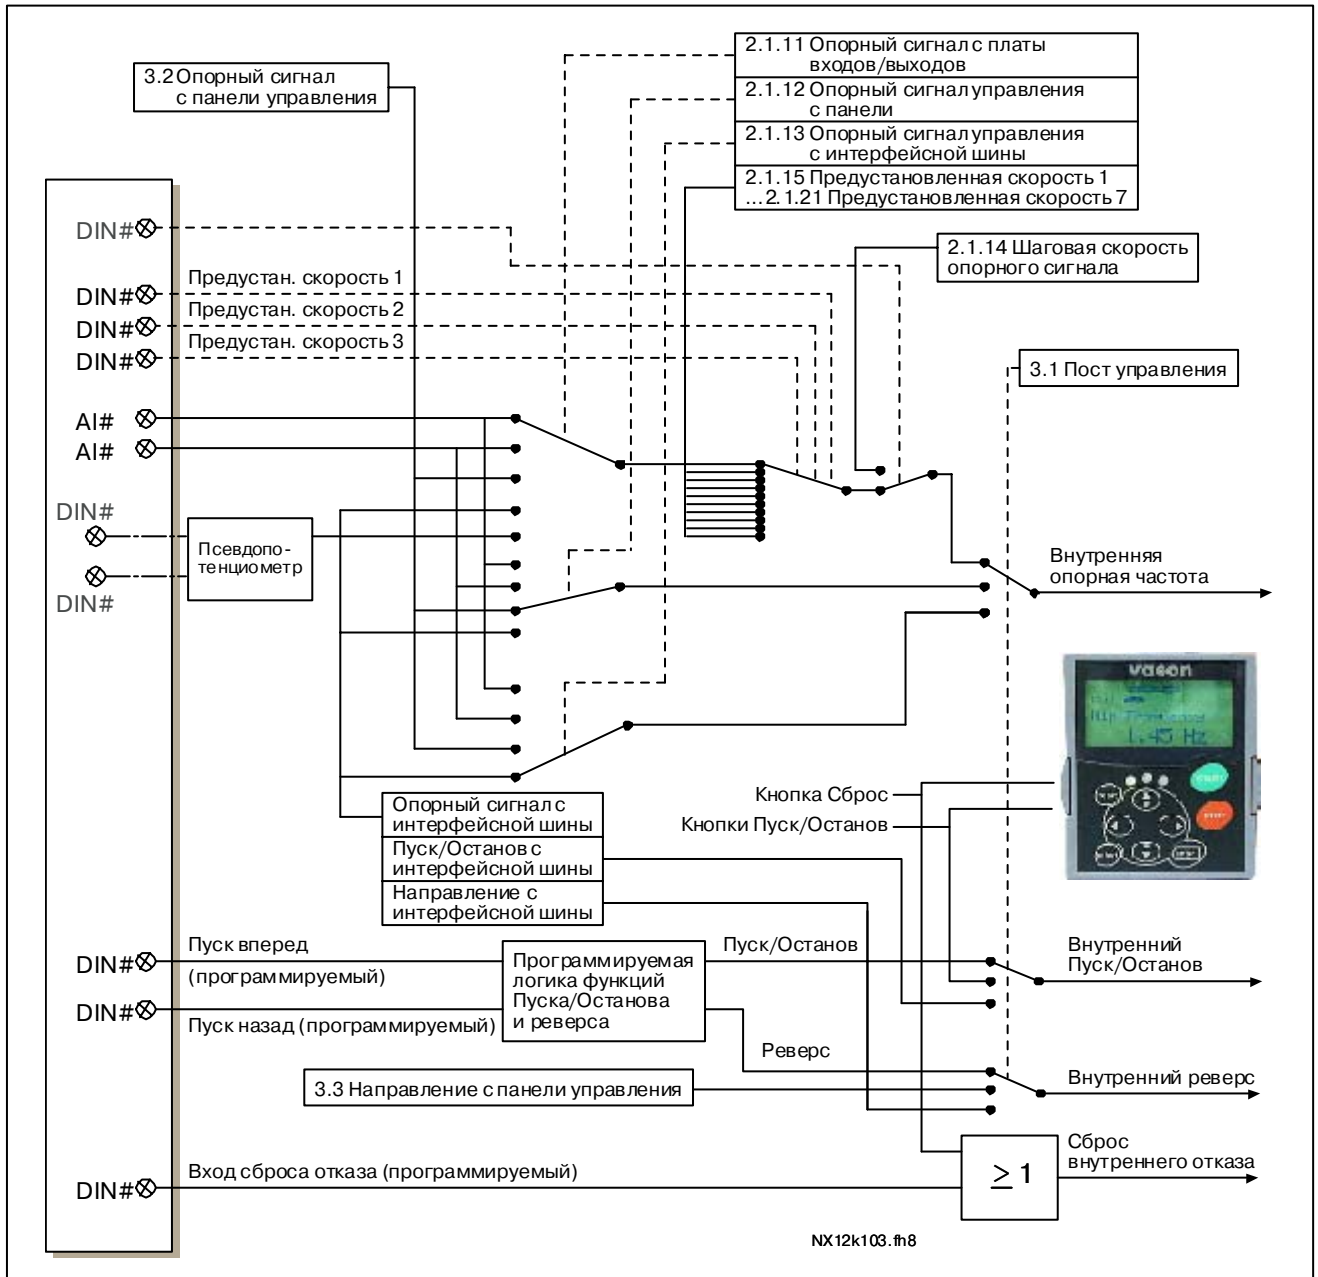 2.1.11 Опорный сигнал с платы
входов/выходов
3.2 Опорный сигнал
с панели управления
2.1.12 Опорный сигнал управления
с панели
2.1.13 Опорный сигнал управления
с интерфейсной шины
2.1.15 Предустановленная скорость 1
...2.1.21 Предустановленная скорость 7
DIN#
2.1.14 Шаговая скорость
опорного сигнала
Предустан. скорость 1
DIN#
Предустан. скорость 2
DIN#
Предустан. скорость 3
DIN#
3.1 Пост управления
AI#
AI#
DIN#
Псевдопо-
тенциометр
DIN#
Внутренняя
опорная частота
vacon
1.45 Hz
Кнопка Сброс
Кнопки Пуск/Останов
Опорный сигнал с
интерфейсной шины
Пуск/Останов с
интерфейсной шины
Направление с
интерфейсной шины
DIN#
Пуск вперед
(программируемый)
DIN#
Пуск назад (программируемый)
Программируемая
логика функций
Пуска/Останова
и реверса
Пуск/Останов
Внутренний
Пуск/Останов
Реверс
3.3 Направление с панели управления
Внутренний реверс
DIN#
Вход сброса отказа (программируемый)
≥1
Сброс
внутреннего отказа
NX12k103.fh8